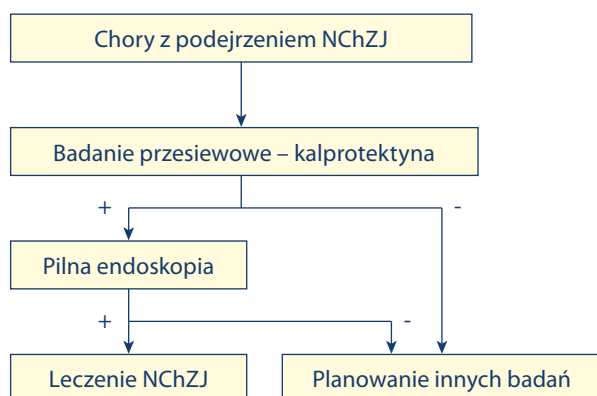 Chory z podejrzeniem NChZJ
Badanie przesiewowe – kalprotektyna
+ -
Pilna endoskopia
+ -
Leczenie NChZJ
Planowanie innych badań